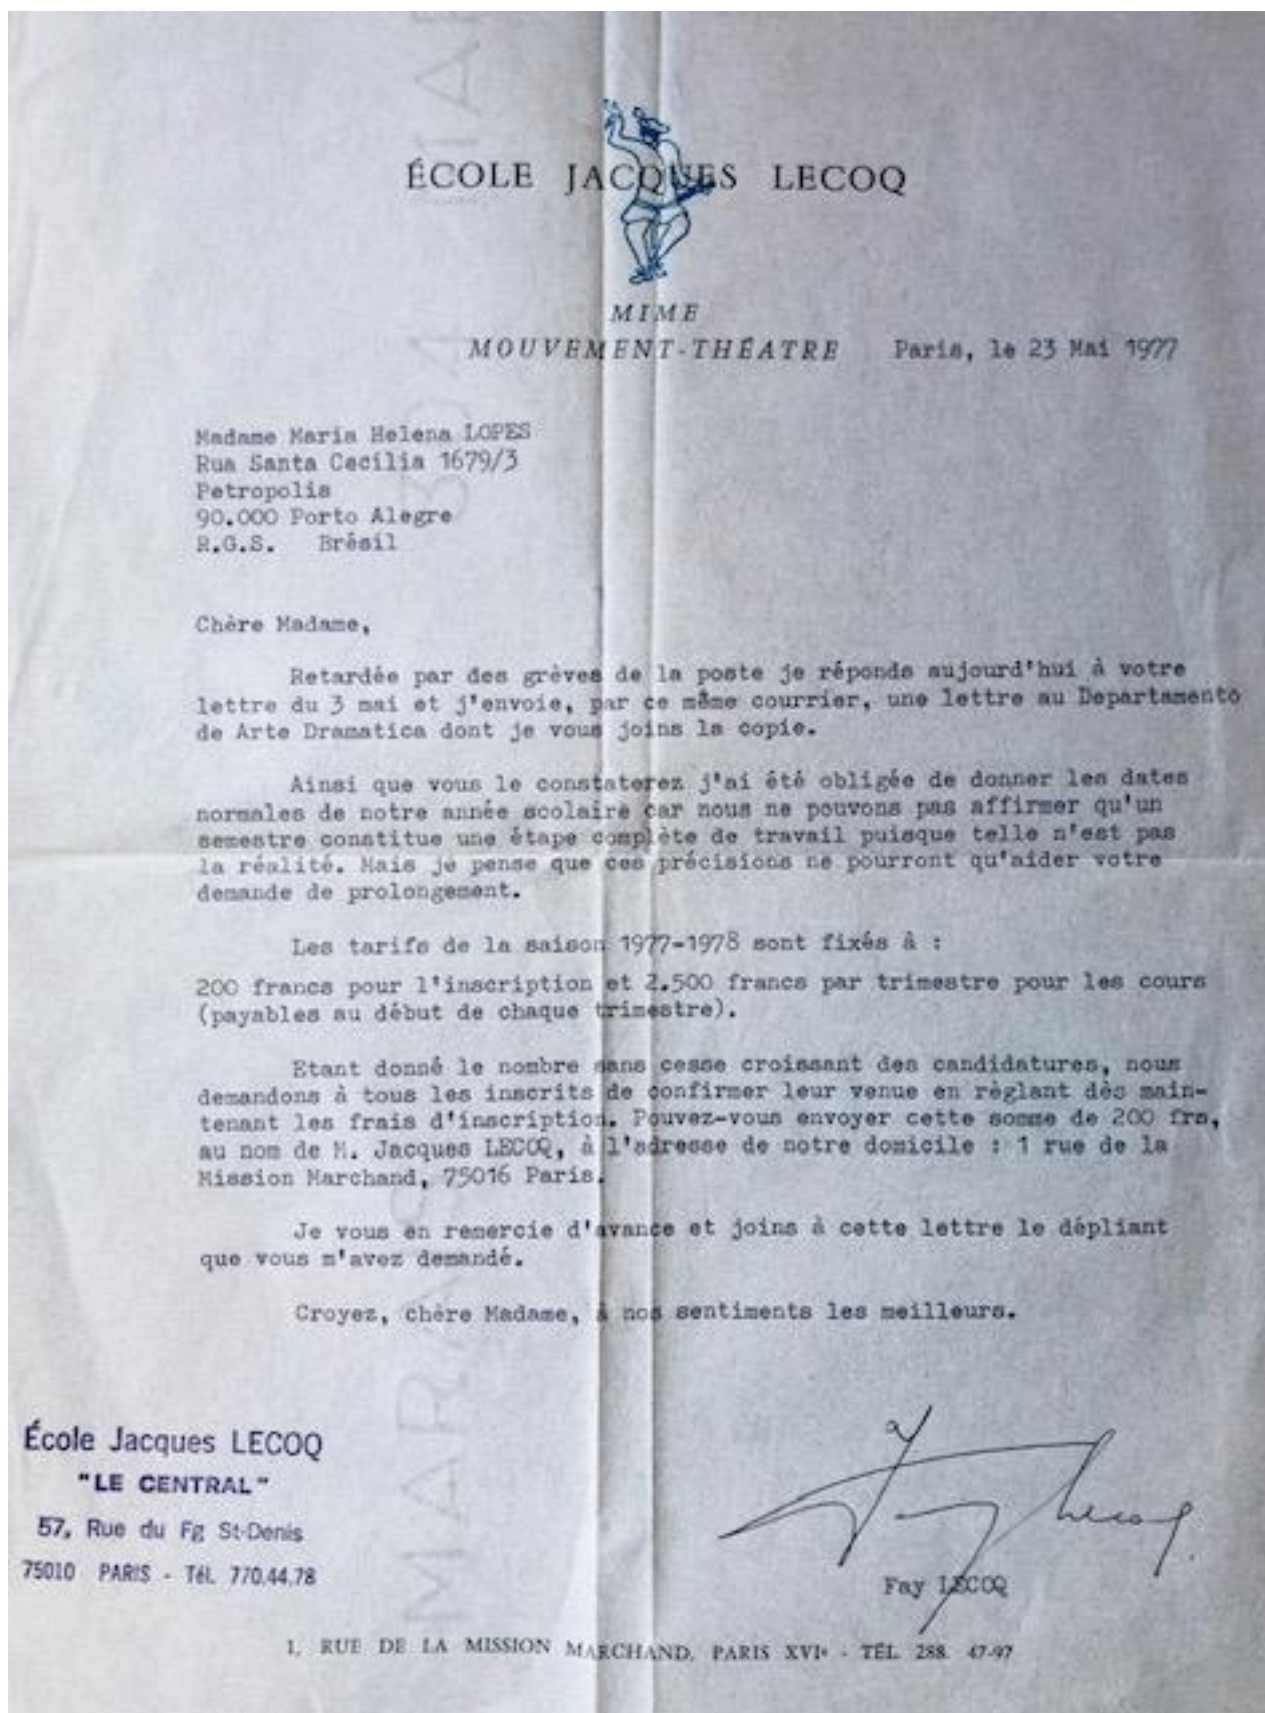 ÉCOLE JACQUES LECOQ
MIME
MOUVEMENT-THÉATRE
Paris, le 23 Mai 1977
Madame Maria Helena LOPES
Rua Santa Cecilia 1679/3
Petropolis
90.000 Porto Alegre
R.G.S. Brésil
Chère Madame,
Retardée par des grèves de la poste je réponds aujourd'hui à votre
lettre du 3 mai et j'envoie, par ce même courrier, une lettre au Departamento
de Arte Dramatica dont je vous joins la copie.
Ainsi que vous le constaterez j'ai été obligée de donner les dates
normales de notre année scolaire car nous ne pouvons pas affirmer qu'un
semestre constitue une étape complète de travail puisque telle n'est pas
la réalité. Mais je pense que ces précisions ne pourront qu'aider votre
demande de prolongement.
Les tarifs de la saison 1977-1978 sont fixés à :
200 francs pour l'inscription et 2.500 francs par trimestre pour les cours
(payables au début de chaque trimestre).
Etant donné le nombre sans cesse croissant des candidatures, nous
demandons à tous les inscrits de confirmer leur venue en règlant dès main-
tenant les frais d'inscription. Pouvez-vous envoyer cette somme de 200 frs,
au nom de M. Jacques LECOQ, à l'adresse de notre domicile : 1 rue de la
Mission Marchand, 75016 Paris.
Je vous en remercie d'avance et joins à cette lettre le dépliant
que vous m'avez demandé.
Croyez, chère Madame, à nos sentiments les meilleurs.
École Jacques LECOQ
"LE CENTRAL"
57, Rue du Fg St-Denis
75010 PARIS - Tél. 770.44.78
Fay Lecoq
Fay LECOQ
1, RUE DE LA MISSION MARCHAND, PARIS XVIe - TÉL. 288. 47-97